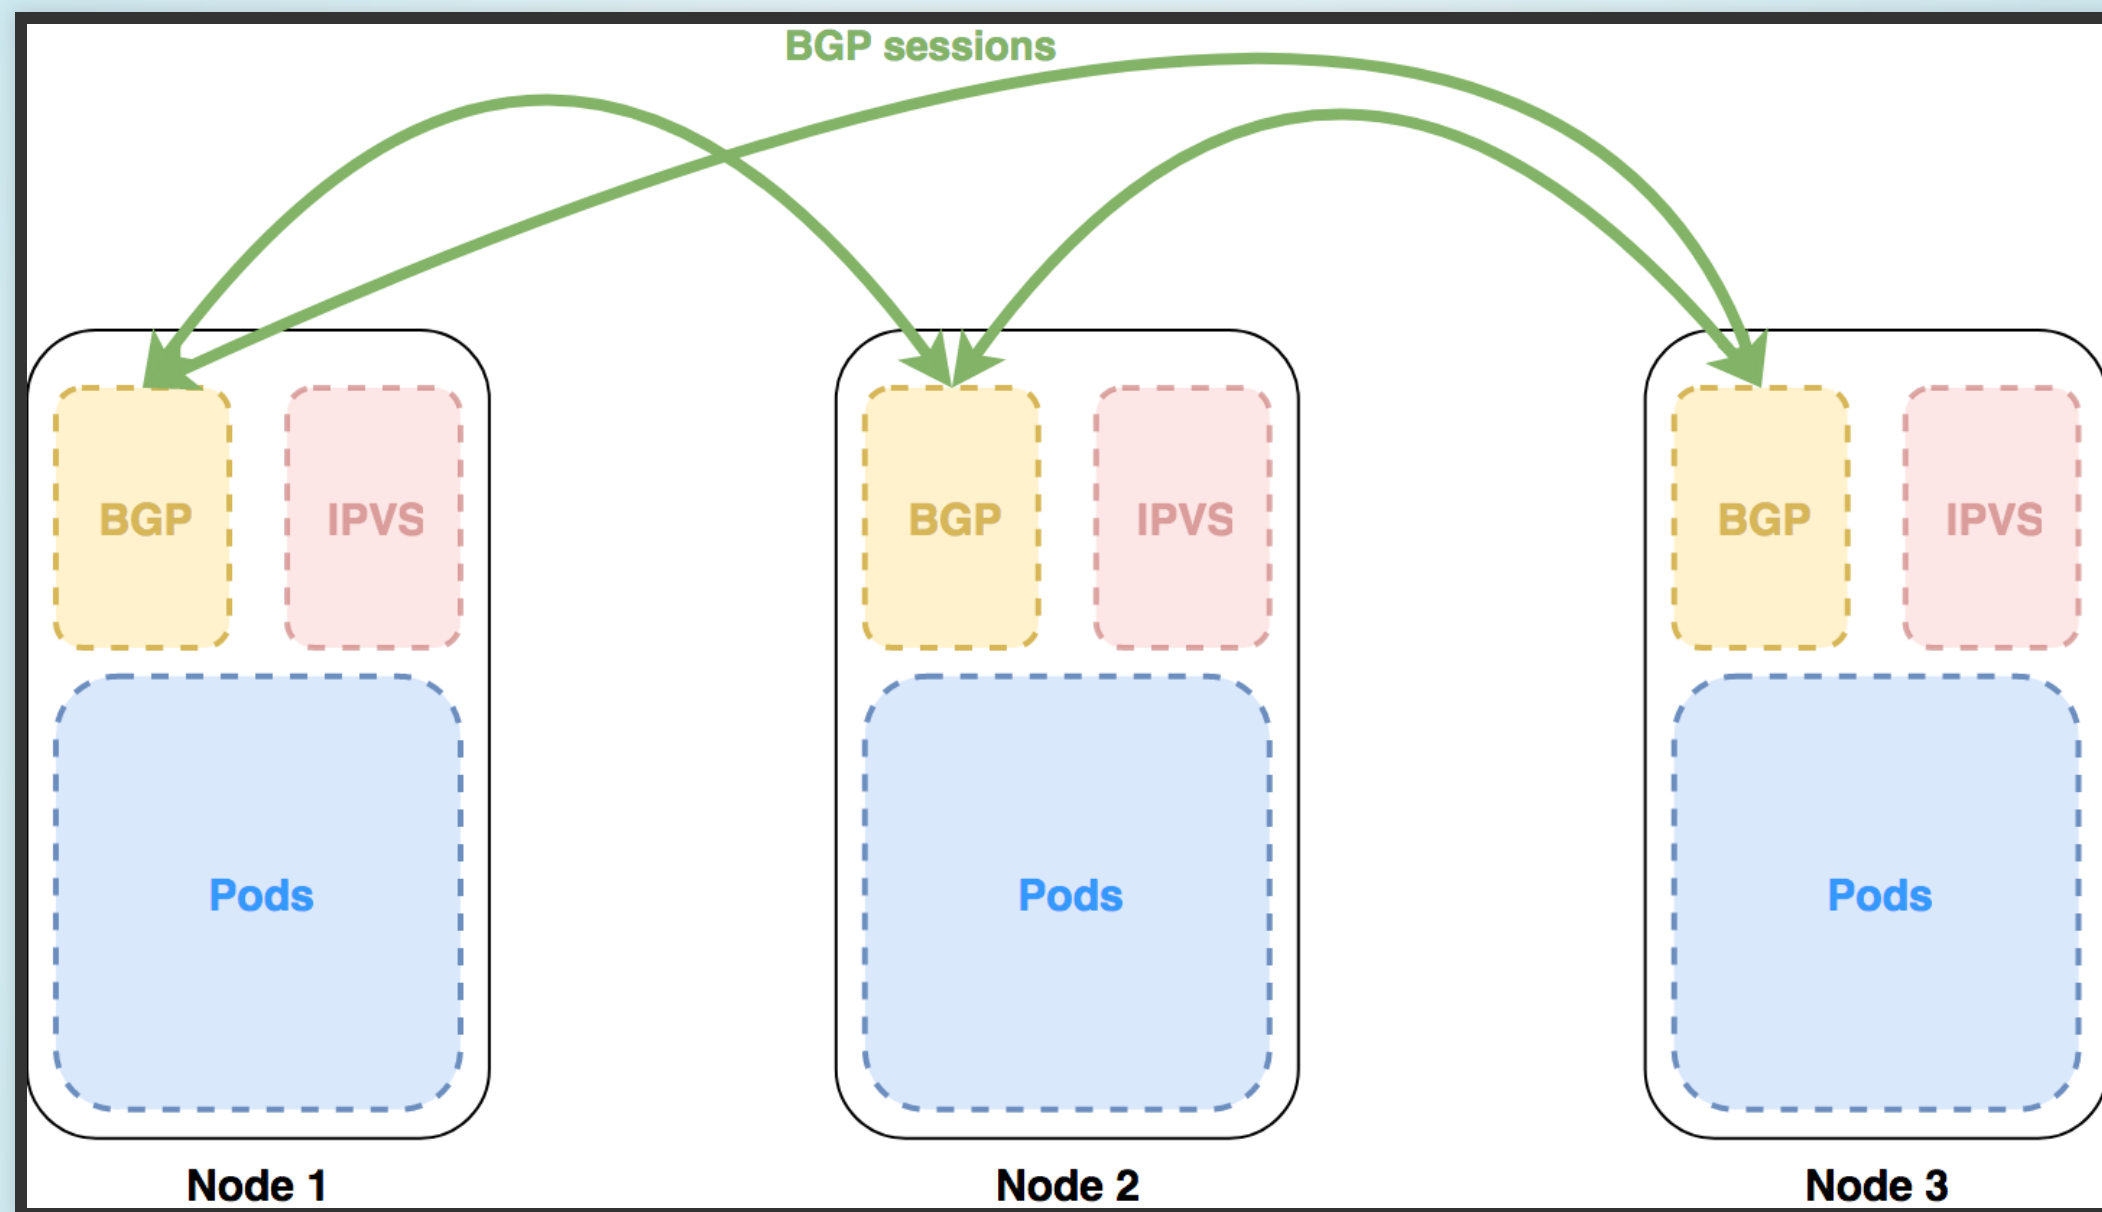 BGP sessions
BGP
IPVS
BGP
IPVS
BGP
IPVS
Pods
Pods
Pods
Node 1
Node 2
Node 3